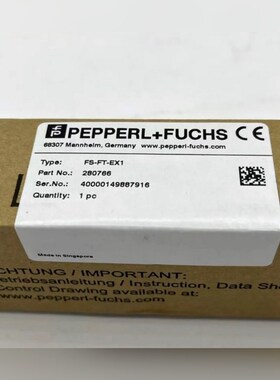 PEPPERL+FUCHS CE
68307 Mannheim, Germany www.pepperl-fuchs.com
Type: FS-FT-EX1
Part No.: 280766
Ser.No.: 40000149887916
Quantity: 1 pc
Made in Singapore
ACHTUNG / IMPORTANT:
Betriebsanleitung / Instruction, Data Sheet
Control Drawing available at
www.pepperl-fuchs.com